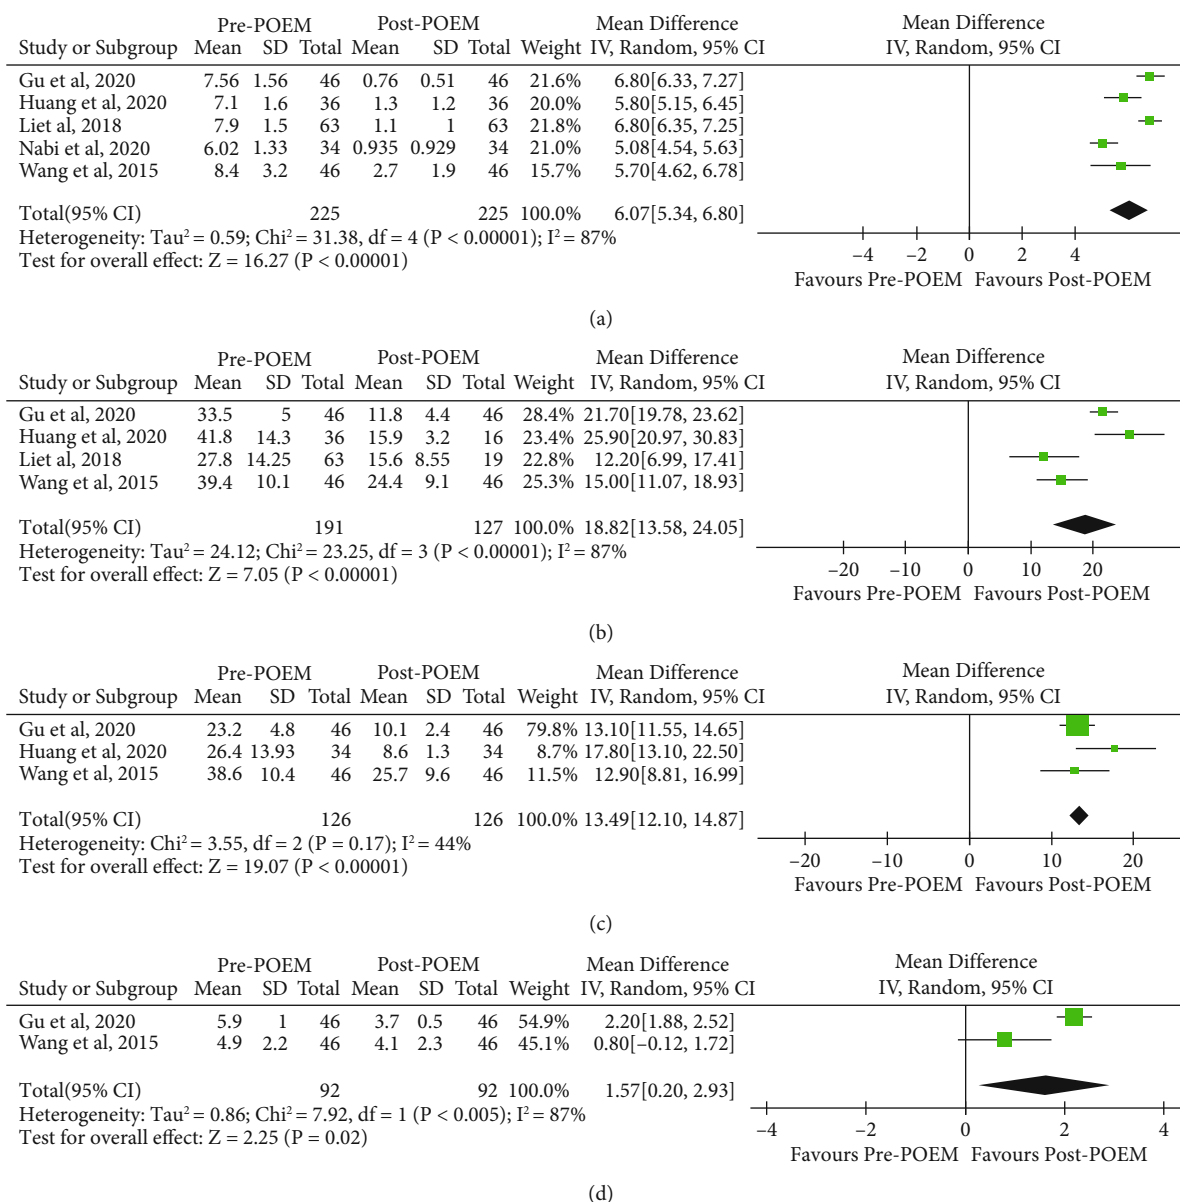 Pre-POEM Post-POEM Mean Difference Mean Difference
Study or Subgroup Mean SD Total Mean SD Total Weight IV, Random, 95% CI IV, Random, 95% CI
Gu et al, 2020 7.56 1.56 46 0.76 0.51 46 21.6% 6.80[6.33, 7.27]
Huang et al, 2020 7.1 1.6 36 1.3 1.2 36 20.0% 5.80[5.15, 6.45]
Liet al, 2018 7.9 1.5 63 1.1 1 63 21.8% 6.80[6.35, 7.25]
Nabi et al, 2020 6.02 1.33 34 0.935 0.929 34 21.0% 5.08[4.54, 5.63]
Wang et al, 2015 8.4 3.2 46 2.7 1.9 46 15.7% 5.70[4.62, 6.78]
Total(95% CI) 225 225 100.0% 6.07[5.34, 6.80]
Heterogeneity: Tau² = 0.59; Chi² = 31.38, df = 4 (P < 0.00001); I² = 87%
Test for overall effect: Z = 16.27 (P < 0.00001)
−4 −2 0 2 4
Favours Pre-POEM Favours Post-POEM
(a)
Pre-POEM Post-POEM Mean Difference Mean Difference
Study or Subgroup Mean SD Total Mean SD Total Weight IV, Random, 95% CI IV, Random, 95% CI
Gu et al, 2020 33.5 5 46 11.8 4.4 46 28.4% 21.70[19.78, 23.62]
Huang et al, 2020 41.8 14.3 36 15.9 3.2 16 23.4% 25.90[20.97, 30.83]
Liet al, 2018 27.8 14.25 63 15.6 8.55 19 22.8% 12.20[6.99, 17.41]
Wang et al, 2015 39.4 10.1 46 24.4 9.1 46 25.3% 15.00[11.07, 18.93]
Total(95% CI) 191 127 100.0% 18.82[13.58, 24.05]
Heterogeneity: Tau² = 24.12; Chi² = 23.25, df = 3 (P < 0.00001); I² = 87%
Test for overall effect: Z = 7.05 (P < 0.00001)
−20 −10 0 10 20
Favours Pre-POEM Favours Post-POEM
(b)
Pre-POEM Post-POEM Mean Difference Mean Difference
Study or Subgroup Mean SD Total Mean SD Total Weight IV, Random, 95% CI IV, Random, 95% CI
Gu et al, 2020 23.2 4.8 46 10.1 2.4 46 79.8% 13.10[11.55, 14.65]
Huang et al, 2020 26.4 13.93 34 8.6 1.3 34 8.7% 17.80[13.10, 22.50]
Wang et al, 2015 38.6 10.4 46 25.7 9.6 46 11.5% 12.90[8.81, 16.99]
Total(95% CI) 126 126 100.0% 13.49[12.10, 14.87]
Heterogeneity: Chi² = 3.55, df = 2 (P = 0.17); I² = 44%
Test for overall effect: Z = 19.07 (P < 0.00001)
−20 −10 0 10 20
Favours Pre-POEM Favours Post-POEM
(c)
Pre-POEM Post-POEM Mean Difference Mean Difference
Study or Subgroup Mean SD Total Mean SD Total Weight IV, Random, 95% CI IV, Random, 95% CI
Gu et al, 2020 5.9 1 46 3.7 0.5 46 54.9% 2.20[1.88, 2.52]
Wang et al, 2015 4.9 2.2 46 4.1 2.3 46 45.1% 0.80[−0.12, 1.72]
Total(95% CI) 92 92 100.0% 1.57[0.20, 2.93]
Heterogeneity: Tau² = 0.86; Chi² = 7.92, df = 1 (P < 0.005); I² = 87%
Test for overall effect: Z = 2.25 (P = 0.02)
−4 −2 0 2 4
Favours Pre-POEM Favours Post-POEM
(d)